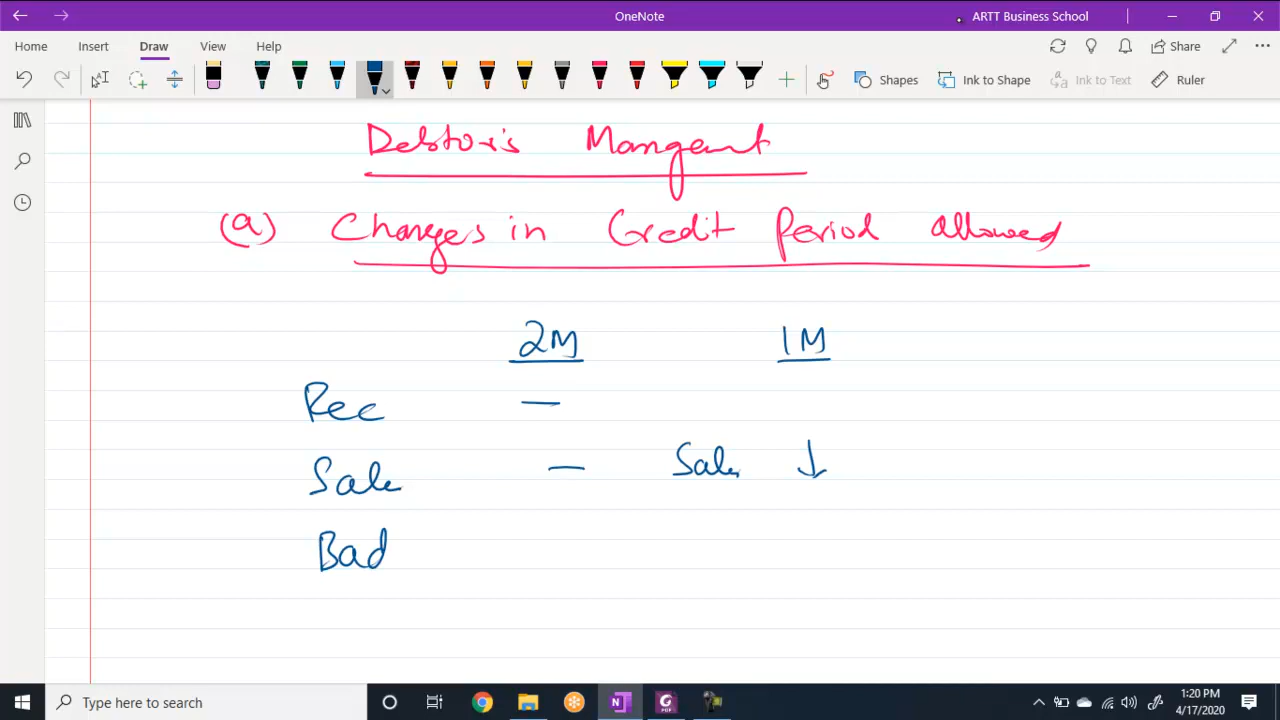 OneNote
ARTT Business School
Home Insert Draw View Help
Share
Shapes Ink to Shape Ink to Text Ruler
Debtor's Mangemt
(a) Changes in Credit Period allowed
2M 1M
Rec —
Sale — Sale ↓
Bad
Type here to search
1:20 PM
4/17/2020